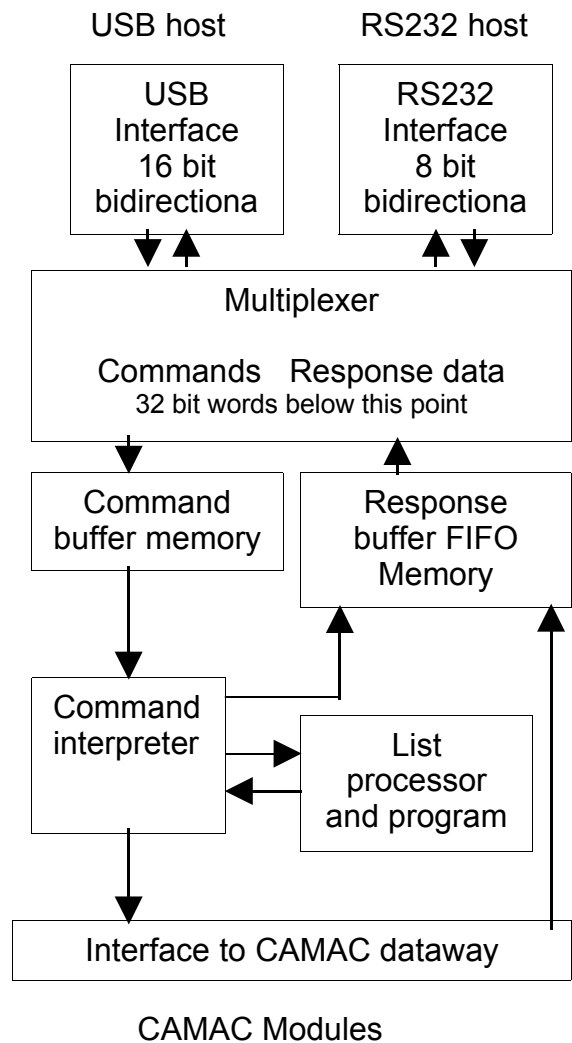 USB host
RS232 host
USB
Interface
16 bit
bidirectiona
RS232
Interface
8 bit
bidirectiona
Multiplexer
Commands Response data
32 bit words below this point
Command
buffer memory
Response
buffer FIFO
Memory
Command
interpreter
List
processor
and program
Interface to CAMAC dataway
CAMAC Modules